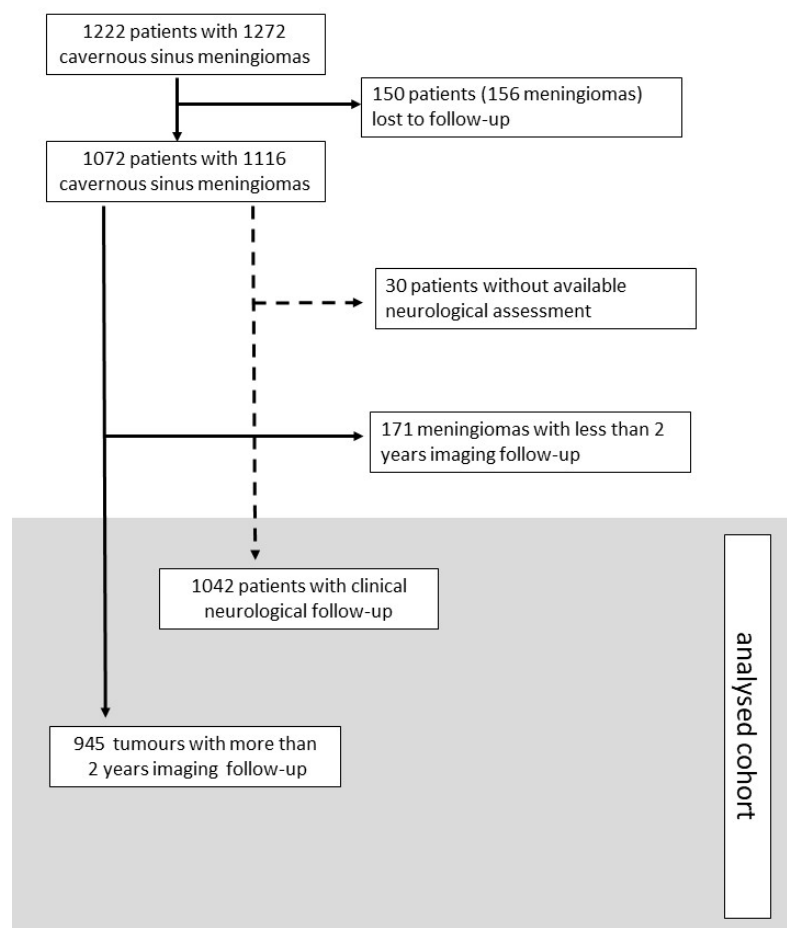 1222 patients with 1272
cavernous sinus meningiomas
150 patients (156 meningiomas)
lost to follow-up
1072 patients with 1116
cavernous sinus meningiomas
30 patients without available
neurological assessment
171 meningiomas with less than 2
years imaging follow-up
1042 patients with clinical
neurological follow-up
945 tumours with more than
2 years imaging follow-up
analysed cohort